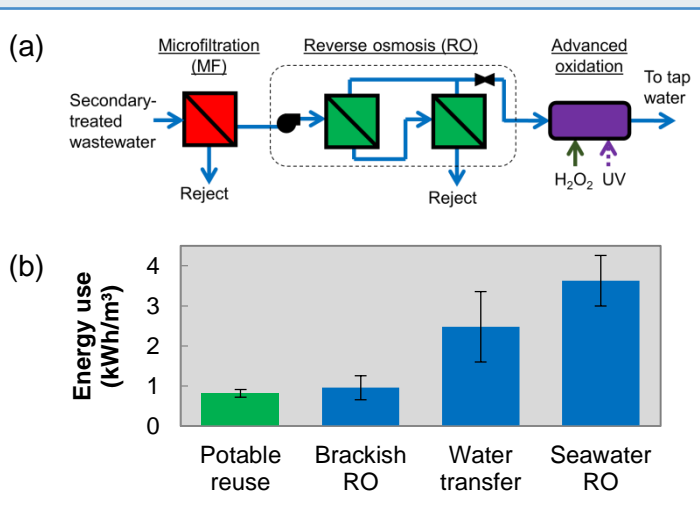 (a)
Microfiltration
(MF)
Reverse osmosis (RO)
Advanced
oxidation
Secondary-
treated
wastewater
To tap
water
Reject
Reject
H₂O₂ UV
(b)
Energy use
(kWh/m³)
4
3
2
1
0
Potable
reuse
Brackish
RO
Water
transfer
Seawater
RO